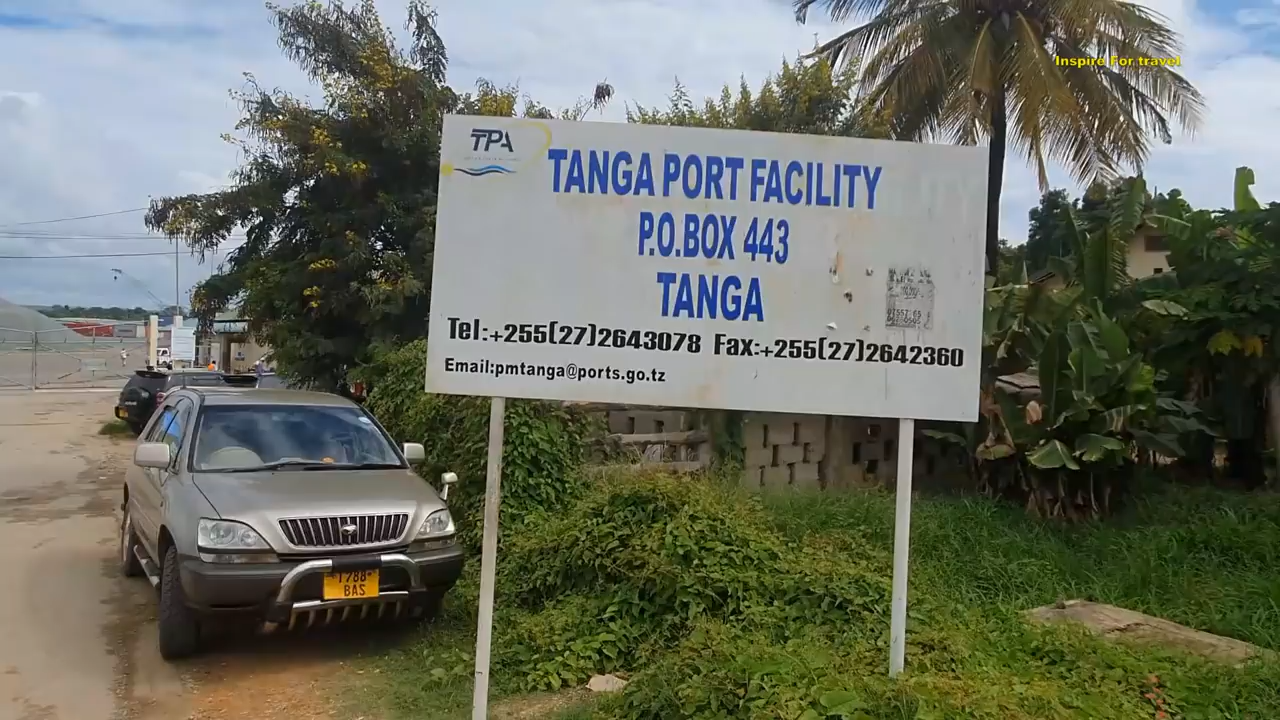 Inspire For travel
TPA
TANGA PORT FACILITY
P.O.BOX 443
TANGA
Tel:+255(27)2643078 Fax:+255(27)2642360
Email:pmtanga@ports.go.tz
BAS